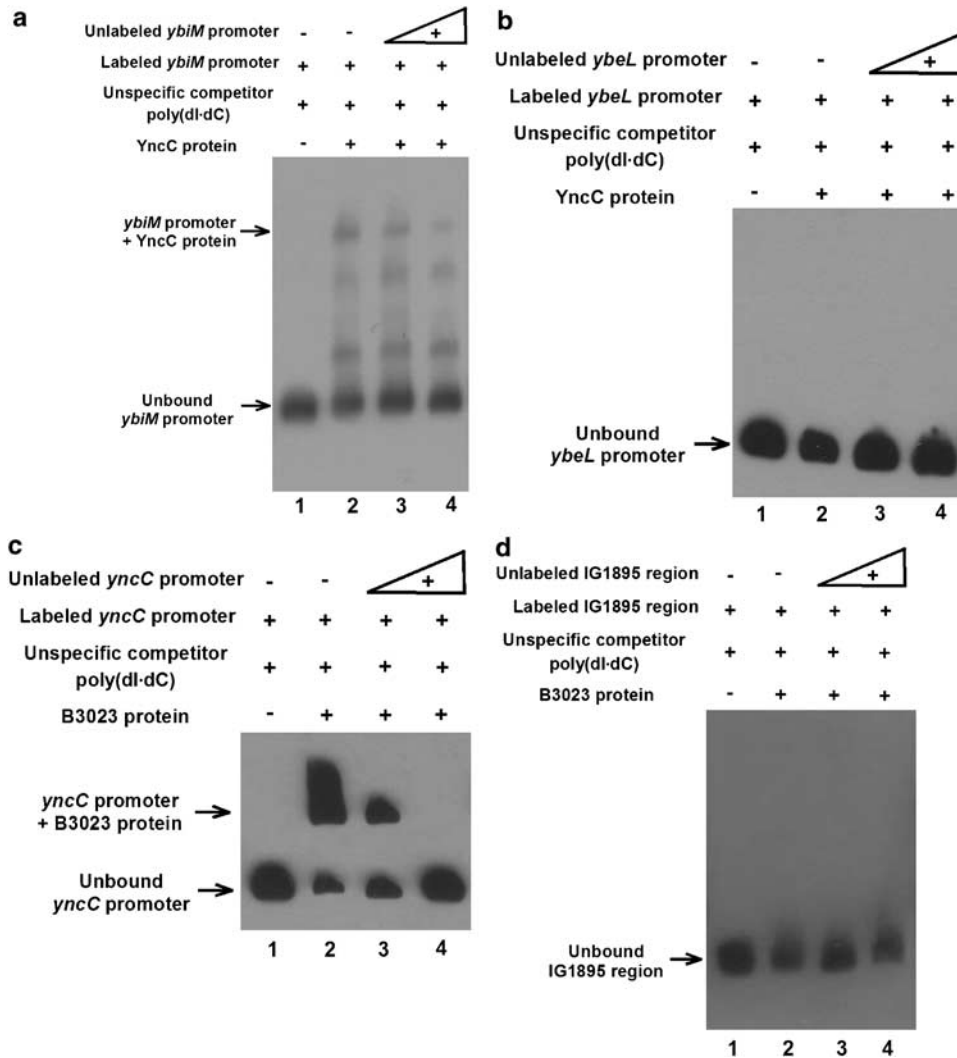 a
Unlabeled ybiM promoter - - +
Labeled ybiM promoter + + + +
Unspecific competitor
poly(dI·dC) + + + +
YncC protein - + + +
ybiM promoter
+ YncC protein
Unbound
ybiM promoter
1 2 3 4
b
Unlabeled ybeL promoter - - +
Labeled ybeL promoter + + + +
Unspecific competitor
poly(dI·dC) + + + +
YncC protein - + + +
Unbound
ybeL promoter
1 2 3 4
c
Unlabeled yncC promoter - - +
Labeled yncC promoter + + + +
Unspecific competitor
poly(dI·dC) + + + +
B3023 protein - + + +
yncC promoter
+ B3023 protein
Unbound
yncC promoter
1 2 3 4
d
Unlabeled IG1895 region - - +
Labeled IG1895 region + + + +
Unspecific competitor
poly(dI·dC) + + + +
B3023 protein - + + +
Unbound
IG1895 region
1 2 3 4